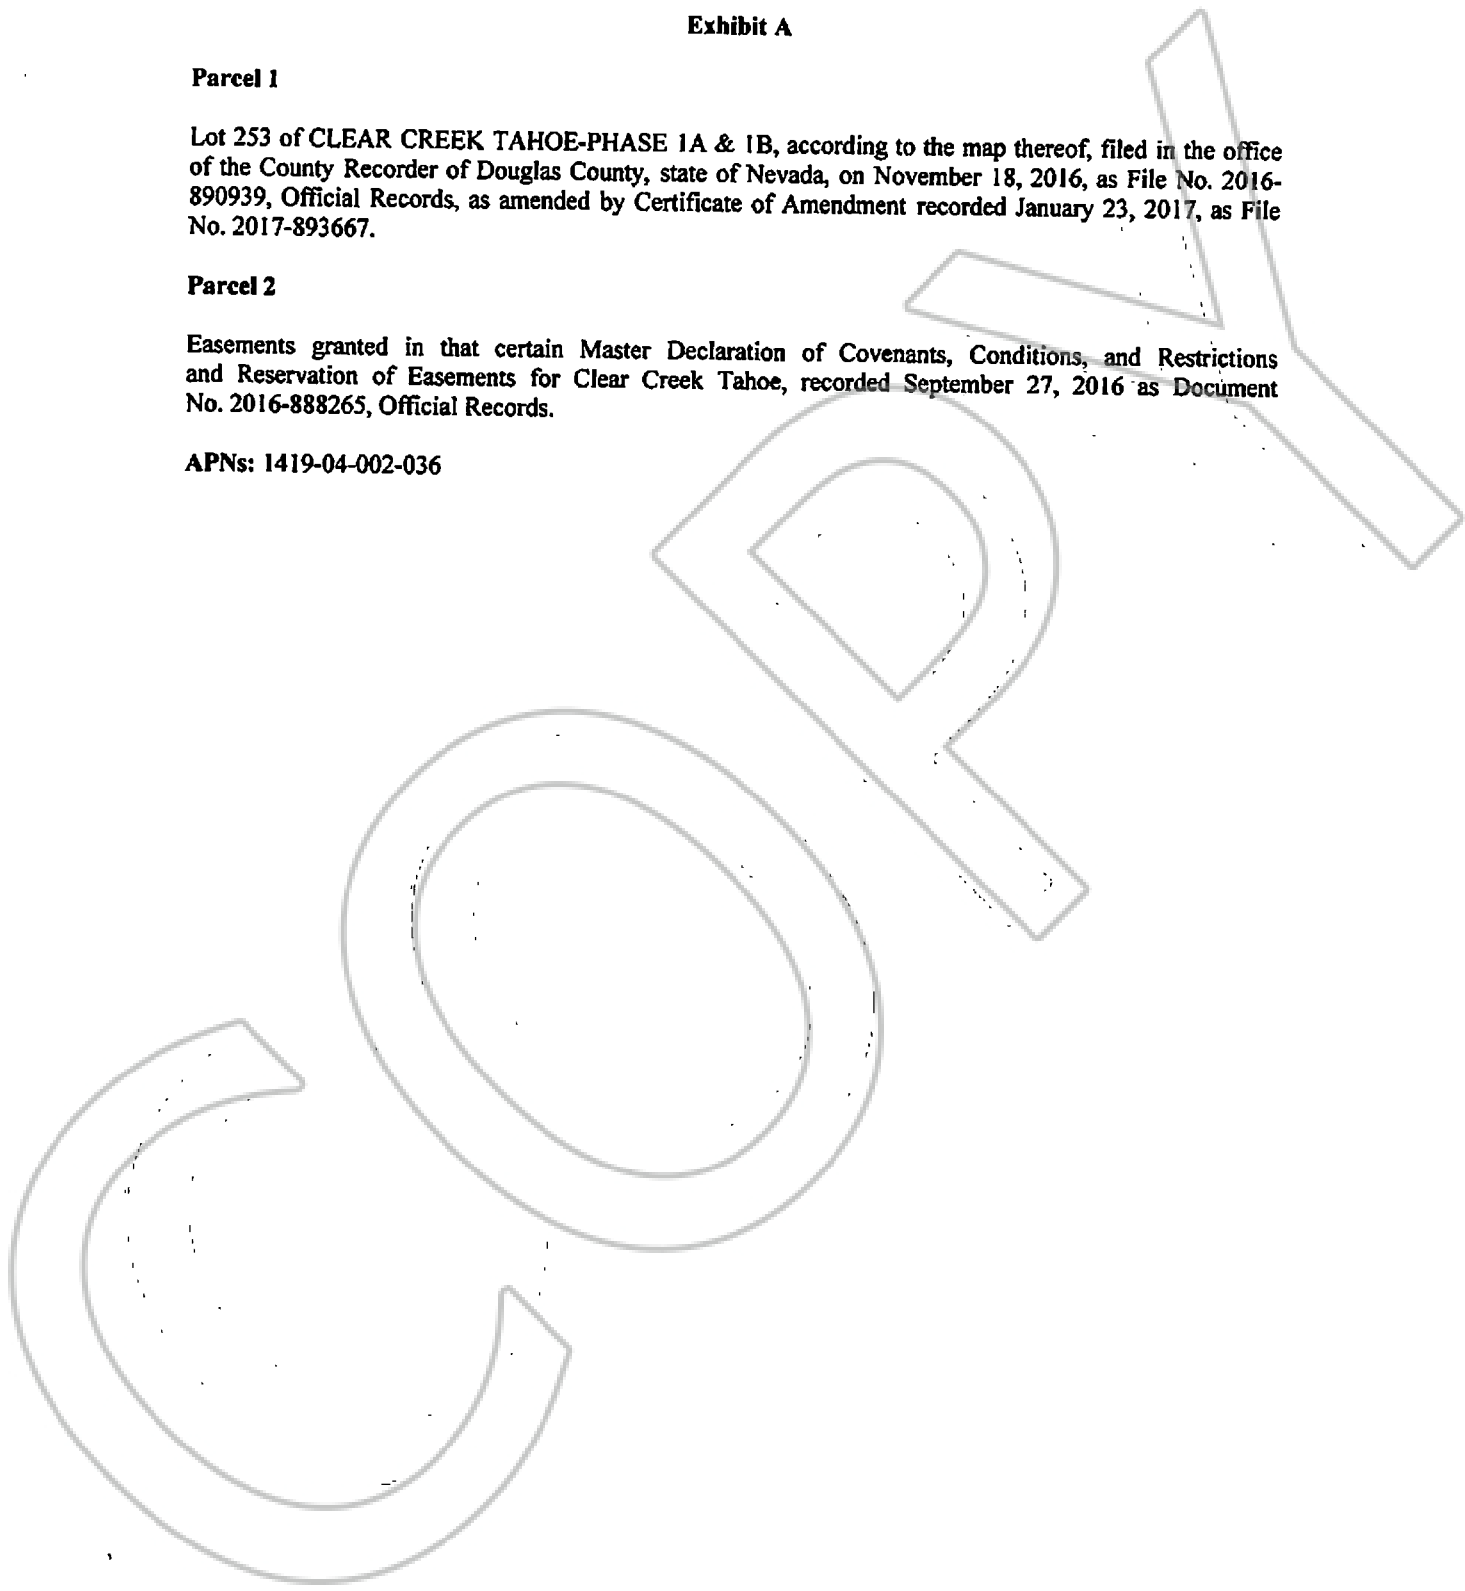 Exhibit A
Parcel 1
Lot 253 of CLEAR CREEK TAHOE-PHASE 1A & 1B, according to the map thereof, filed in the office
of the County Recorder of Douglas County, state of Nevada, on November 18, 2016, as File No. 2016-
890939, Official Records, as amended by Certificate of Amendment recorded January 23, 2017, as File
No. 2017-893667.
Parcel 2
Easements granted in that certain Master Declaration of Covenants, Conditions, and Restrictions
and Reservation of Easements for Clear Creek Tahoe, recorded September 27, 2016 as Document
No. 2016-888265, Official Records.
APNs: 1419-04-002-036
COPY